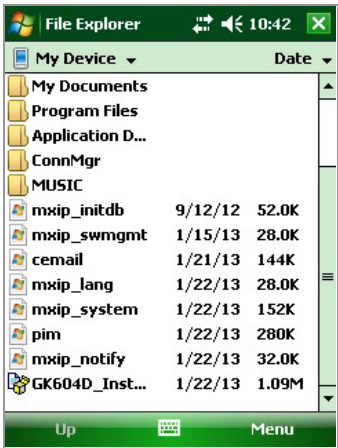 File Explorer 10:42
My Device Date
My Documents
Program Files
Application D...
ConnMgr
MUSIC
mxip_initdb 9/12/12 52.0K
mxip_swmgmt 1/15/13 28.0K
cemail 1/21/13 144K
mxip_lang 1/22/13 28.0K
mxip_system 1/22/13 152K
pim 1/22/13 280K
mxip_notify 1/22/13 32.0K
GK604D_Inst... 1/22/13 1.09M
Up Menu